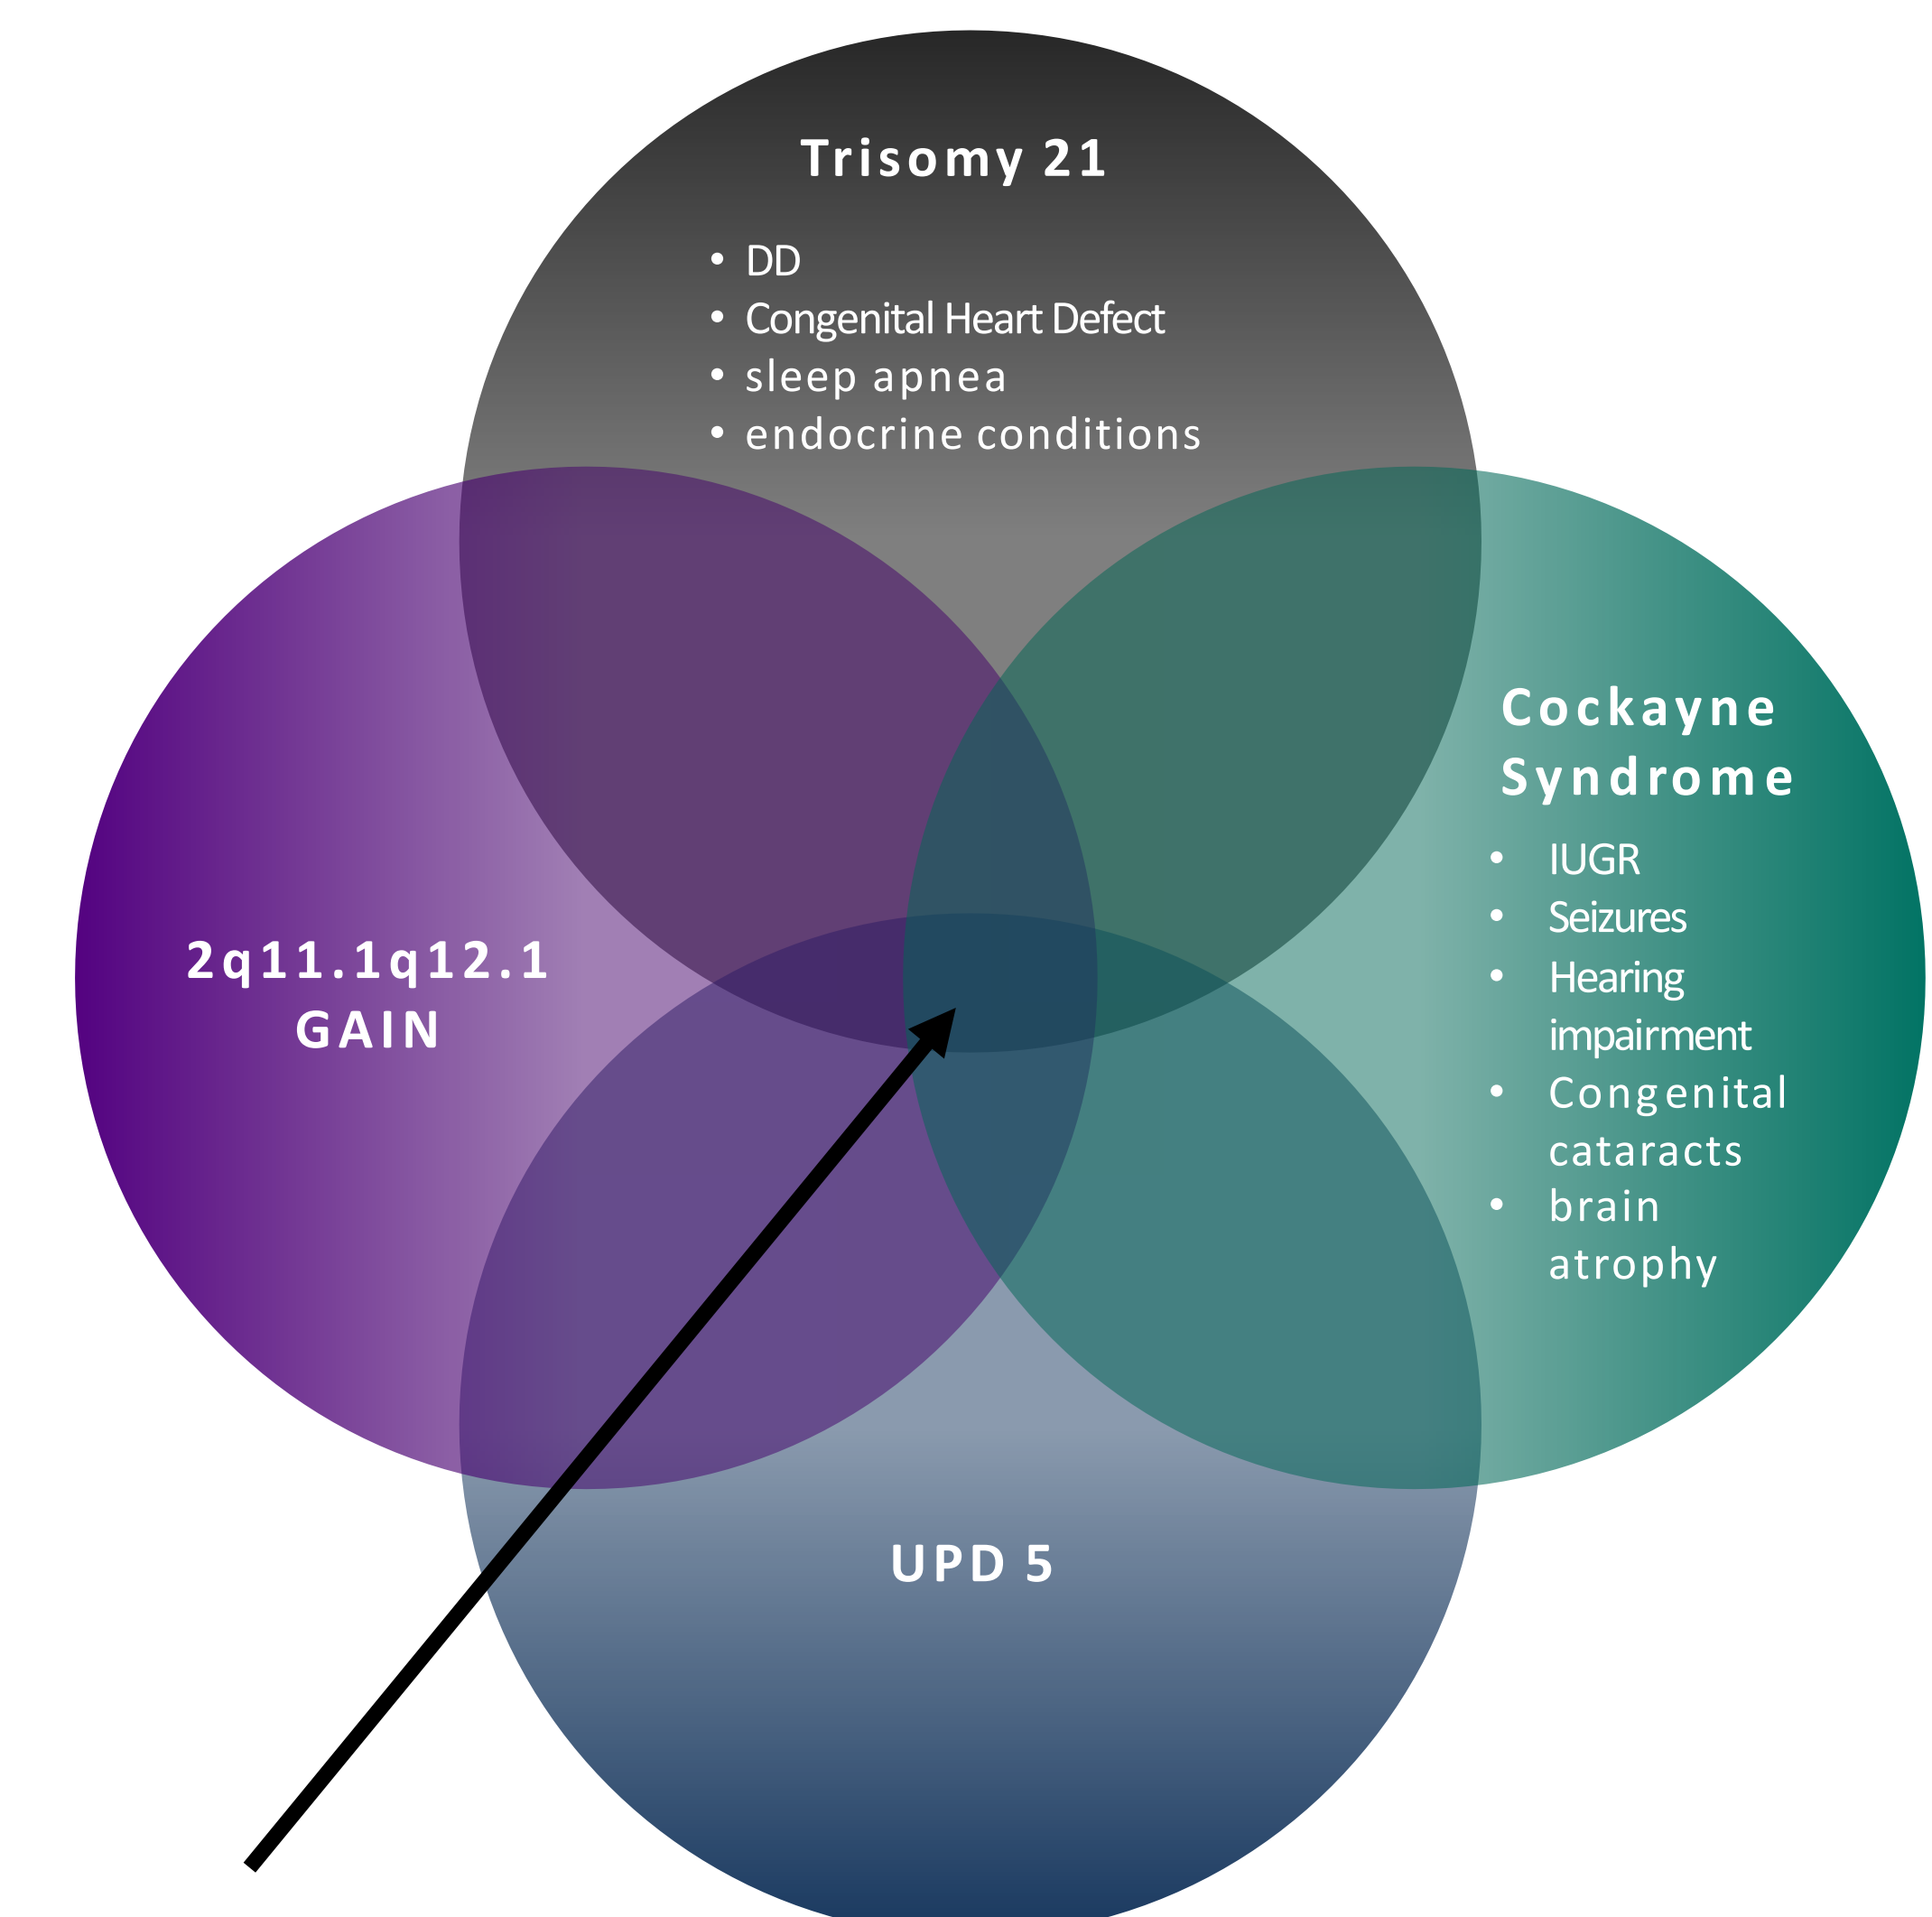 Trisomy 21
• DD
• Congenital Heart Defect
• sleep apnea
• endocrine conditions
Cockayne
Syndrome
• IUGR
• Seizures
• Hearing
impairment
• Congenital
cataracts
• brain
atrophy
2q11.1q12.1
GAIN
UPD 5